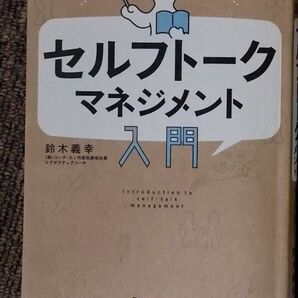 セルフトーク
マネジメント
入門
鈴木義幸
(株)コーチ・エィ代表取締役社長
エグゼクティブコーチ
Introduction to
self-talk
management